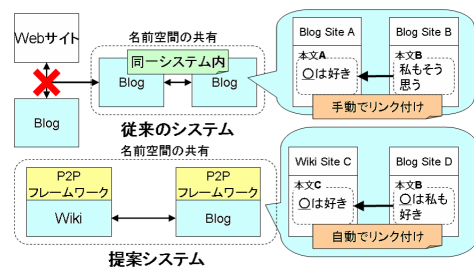 Webサイト
Blog
名前空間の共有
同一システム内
Blog
Blog
従来のシステム
Blog Site A
本文A
〇は好き
Blog Site B
本文B
私もそう
思う
手動でリンク付け
名前空間の共有
P2P
フレームワーク
Wiki
P2P
フレームワーク
Blog
提案システム
Wiki Site C
本文C
〇は好き
Blog Site D
本文B
〇は私も
好き
自動でリンク付け